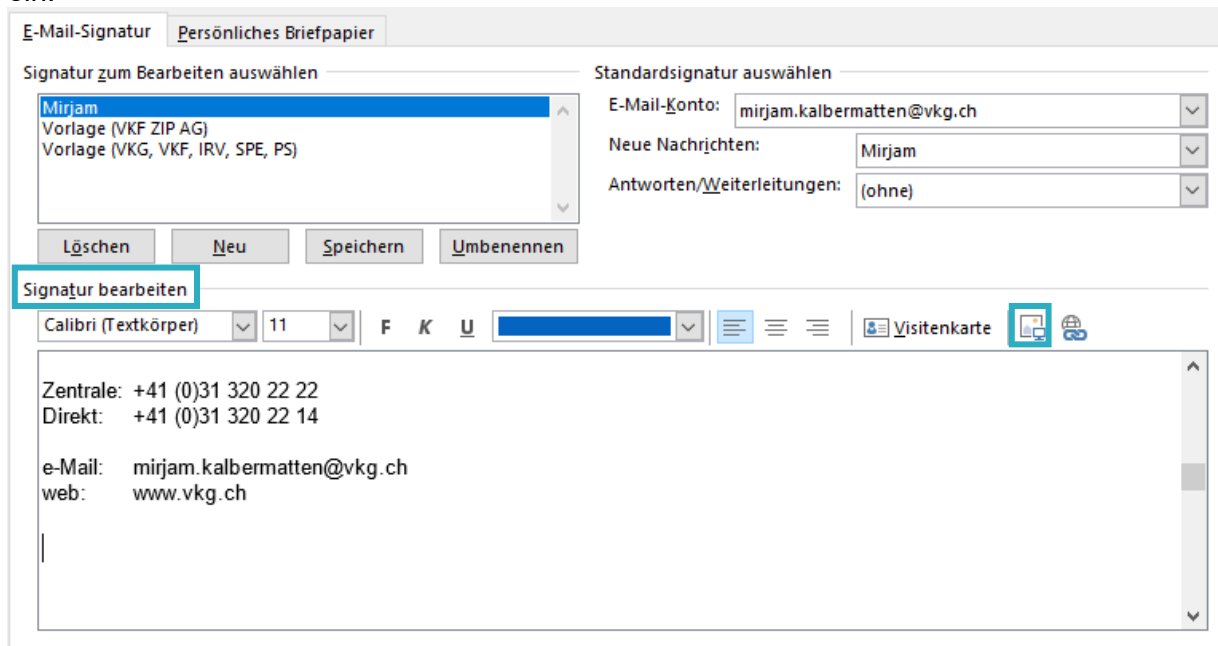 E-Mail-Signatur Persönliches Briefpapier
Signatur zum Bearbeiten auswählen
Mirjam
Vorlage (VKF ZIP AG)
Vorlage (VKG, VKF, IRV, SPE, PS)
Löschen Neu Speichern Umbenennen
Standardsignatur auswählen
E-Mail-Konto: mirjam.kalbermatten@vkg.ch
Neue Nachrichten: Mirjam
Antworten/Weiterleitungen: (ohne)
Signatur bearbeiten
Calibri (Textkörper) 11 F K U Visitenkarte
Zentrale: +41 (0)31 320 22 22
Direkt: +41 (0)31 320 22 14
e-Mail: mirjam.kalbermatten@vkg.ch
web: www.vkg.ch